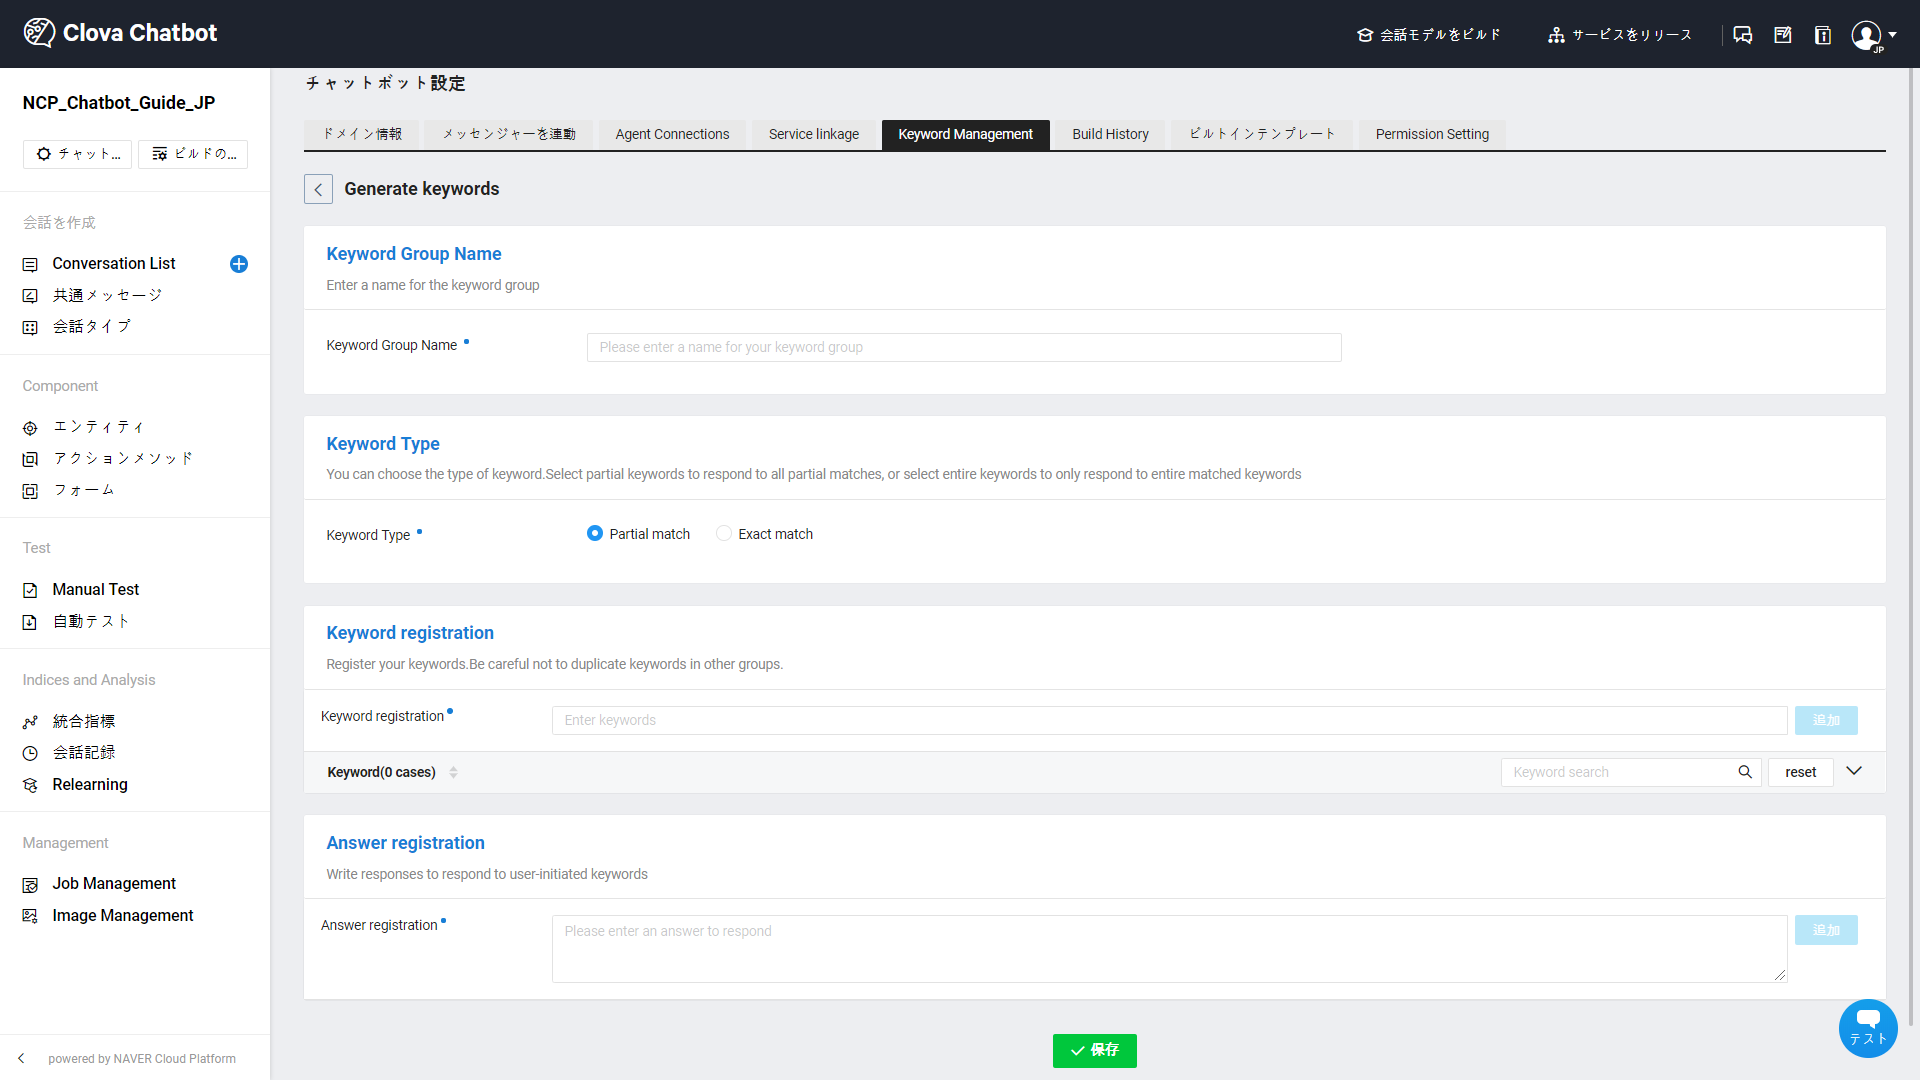 Clova Chatbot
会話モデルをビルド
サービスをリリース
JP
NCP_Chatbot_Guide_JP
チャット...
ビルドの...
会話を作成
Conversation List
共通メッセージ
会話タイプ
Component
エンティティ
アクションメソッド
フォーム
Test
Manual Test
自動テスト
Indices and Analysis
統合指標
会話記録
Relearning
Management
Job Management
Image Management
powered by NAVER Cloud Platform
チャットボット設定
ドメイン情報
メッセンジャーを連動
Agent Connections
Service linkage
Keyword Management
Build History
ビルトインテンプレート
Permission Setting
Generate keywords
Keyword Group Name
Enter a name for the keyword group
Keyword Group Name
Please enter a name for your keyword group
Keyword Type
You can choose the type of keyword.Select partial keywords to respond to all partial matches, or select entire keywords to only respond to entire matched keywords
Keyword Type
Partial match
Exact match
Keyword registration
Register your keywords.Be careful not to duplicate keywords in other groups.
Keyword registration
Enter keywords
追加
Keyword(0 cases)
Keyword search
reset
Answer registration
Write responses to respond to user-initiated keywords
Answer registration
Please enter an answer to respond
追加
保存
テスト